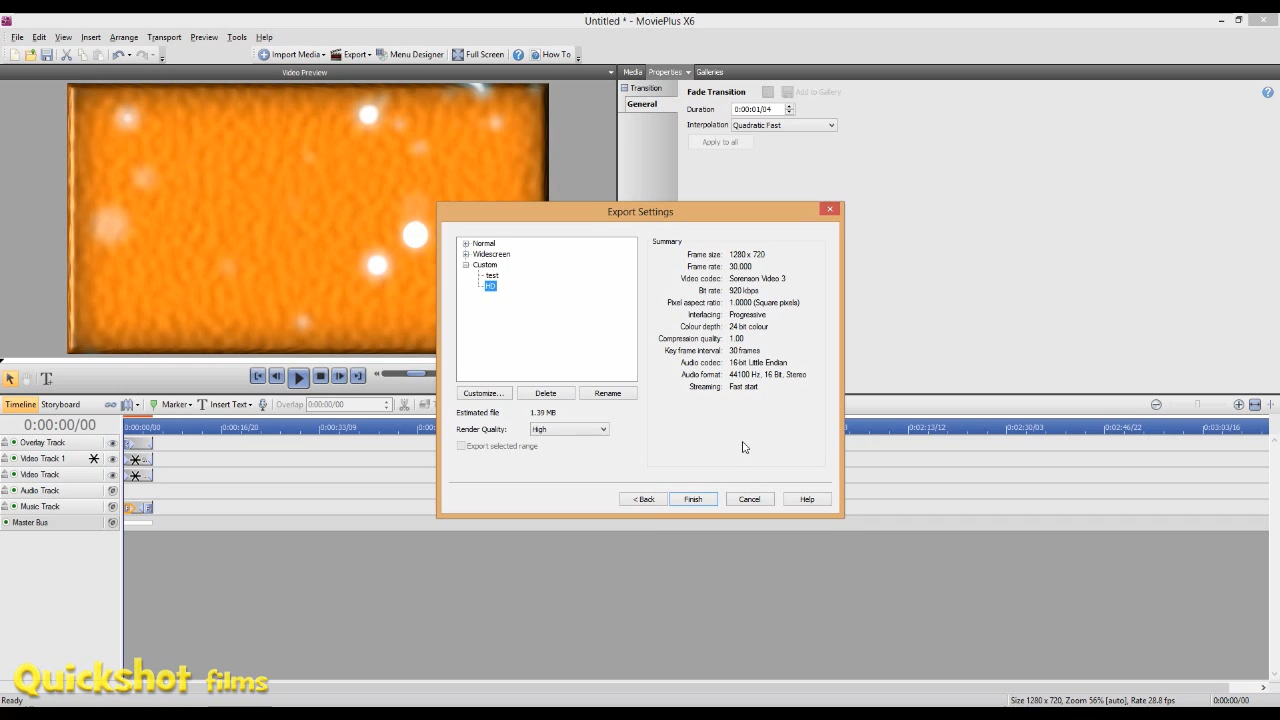 Untitled * - MoviePlus X6
File Edit View Insert Arrange Transport Preview Tools Help
Import Media Export Menu Designer Full Screen How To
Video Preview
Media Properties Galleries
Transition
General
Fade Transition Add to Gallery
Duration 0:00:01/04
Interpolation Quadratic Fast
Apply to all
Export Settings
Normal
Widescreen
Custom
test
HD
Summary
Frame size: 1280 x 720
Frame rate: 30.000
Video codec: Sorenson Video 3
Bit rate: 920 kbps
Pixel aspect ratio: 1.0000 (Square pixels)
Interlacing: Progressive
Colour depth: 24 bit colour
Compression quality: 1.00
Key frame interval: 30 frames
Audio codec: 16-bit Little Endian
Audio format: 44100 Hz, 16 Bit, Stereo
Streaming: Fast start
Customize... Delete Rename
Estimated file 1.39 MB
Render Quality: High
Export selected range
< Back Finish Cancel Help
Timeline Storyboard Marker Insert Text Overlap 0:00:00/00
0:00:00/00 0:00:00/00 0:00:16/20 0:00:33/09 0:02:13/12 0:02:30/03 0:02:46/22 0:03:03/16
Overlay Track
Video Track 1
Video Track
Audio Track
Music Track
Master Bus
Quickshot films
Ready Size 1280 x 720, Zoom 56% [auto], Rate 28.8 fps 0:00:00/00